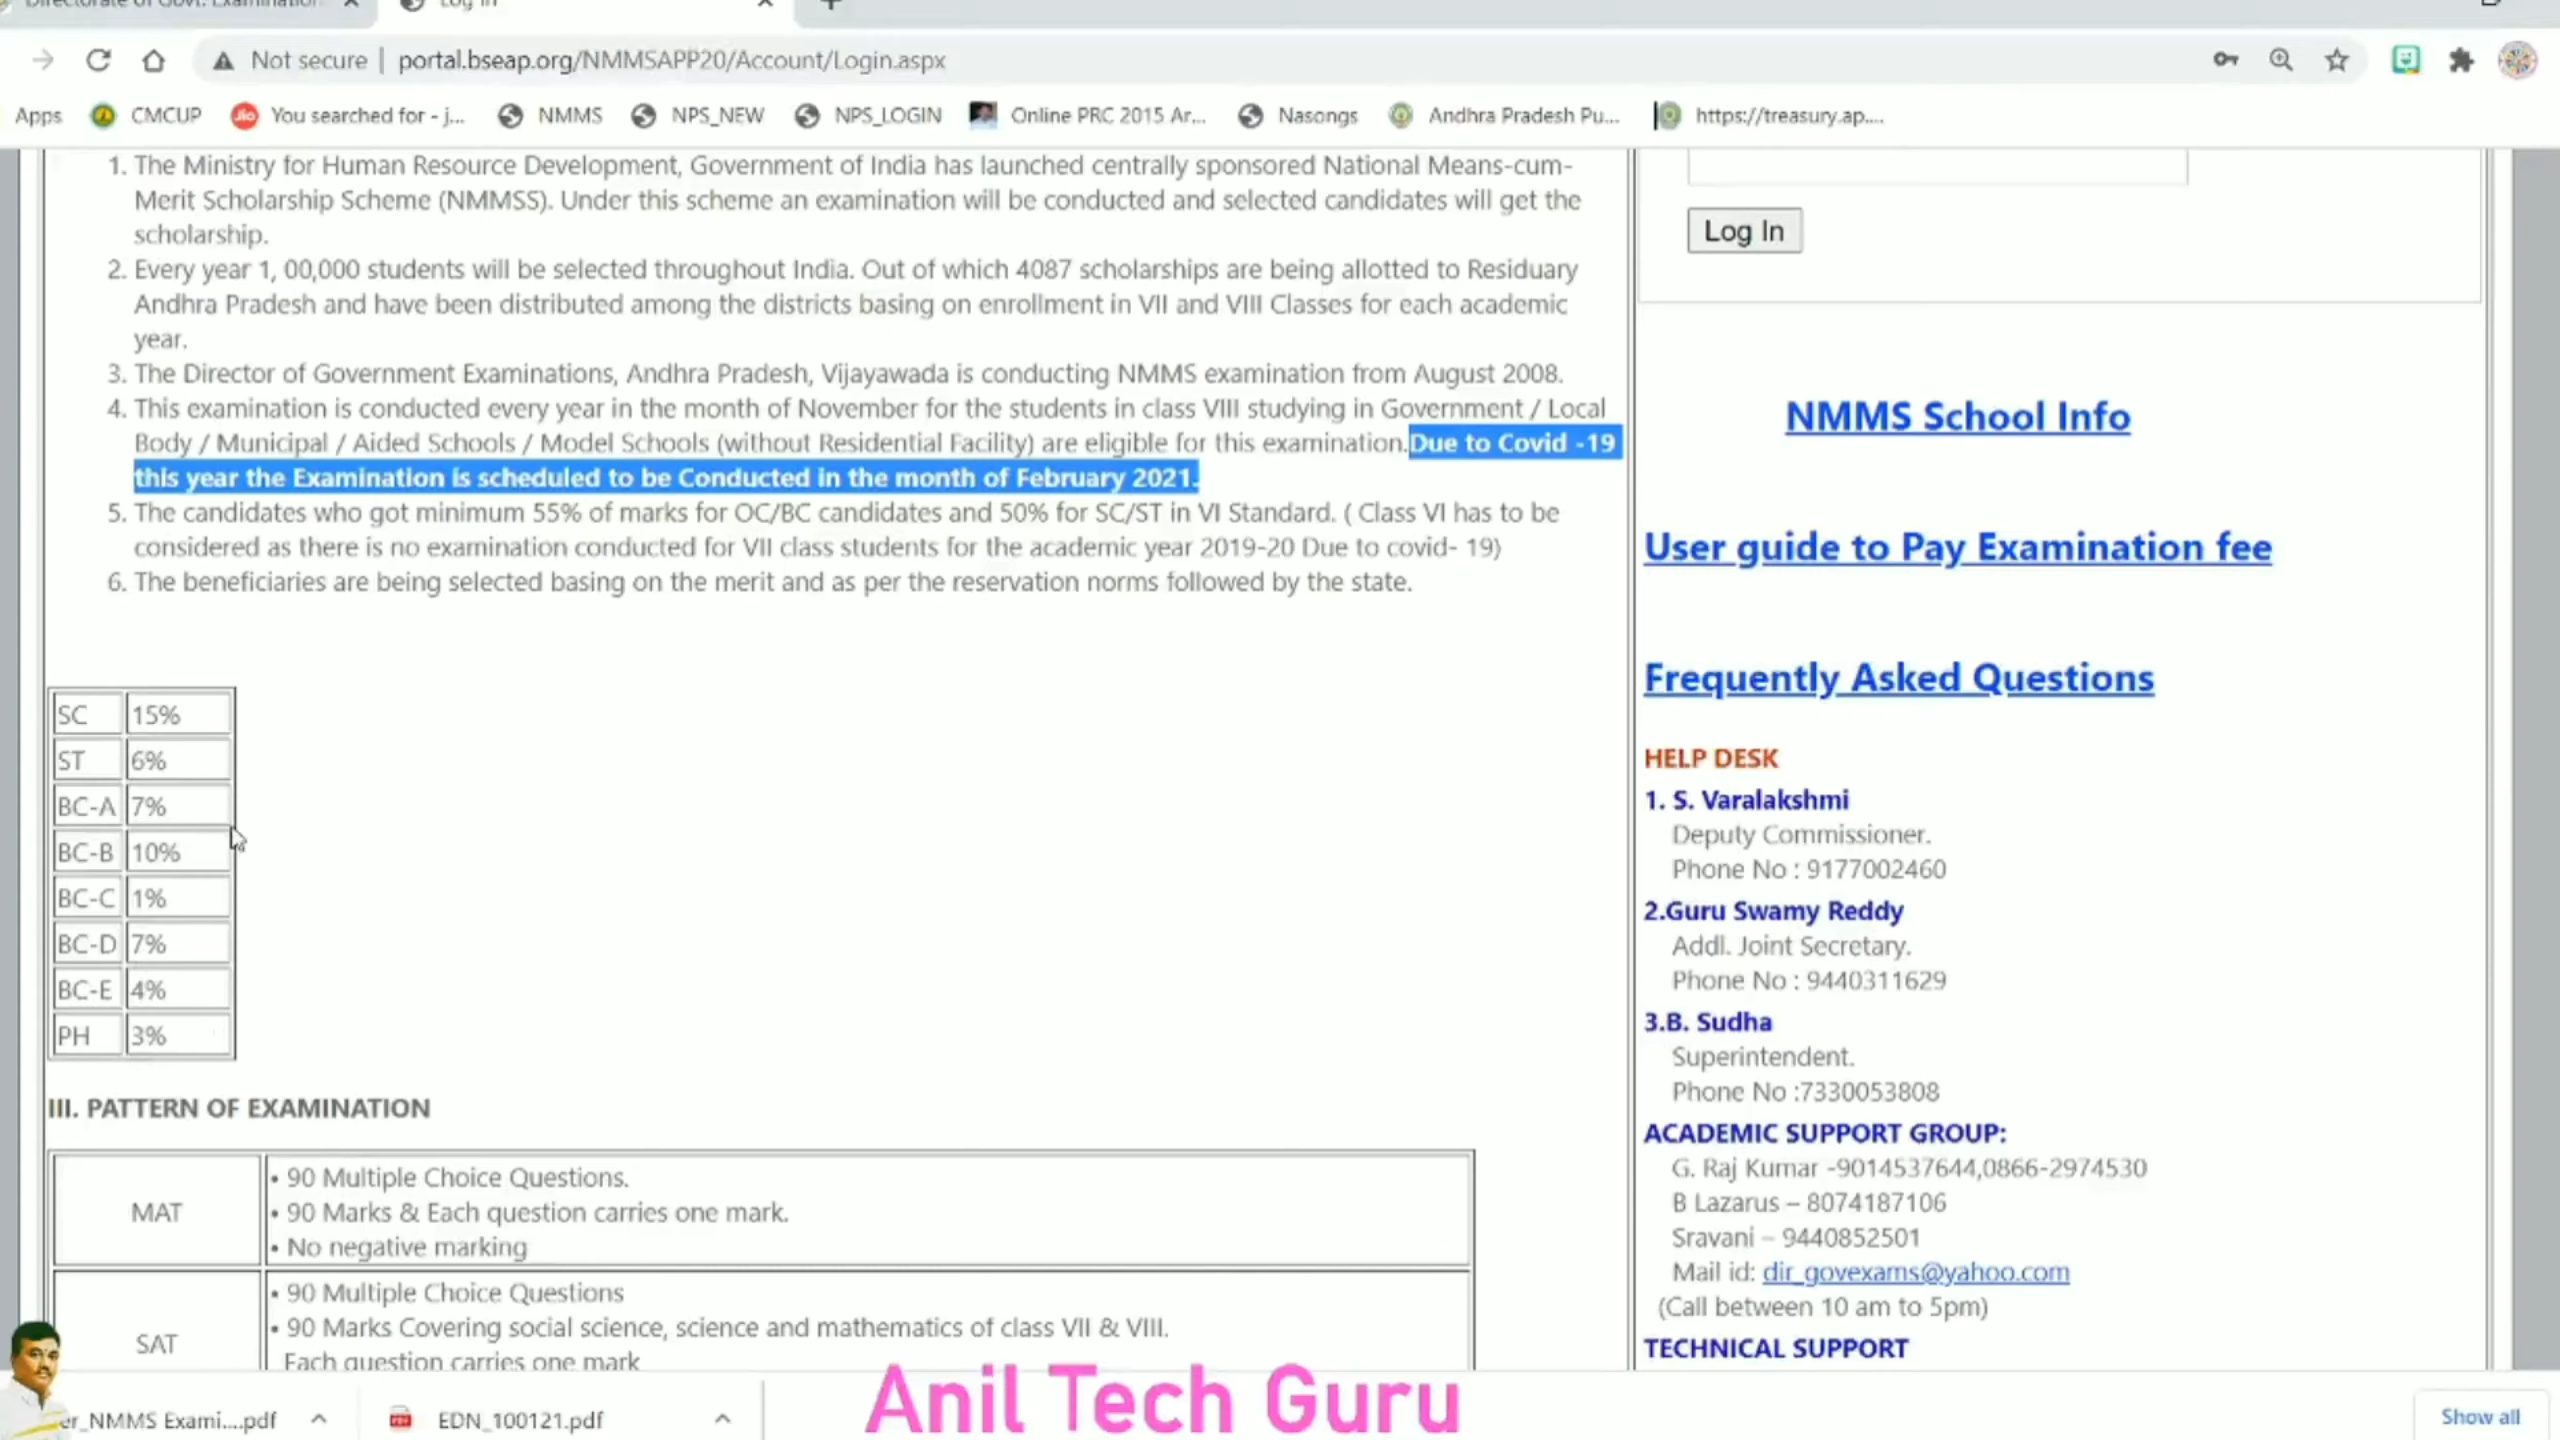 Directorate of Govt. Examination
Log In
Not secure | portal.bseap.org/NMMSAPP20/Account/Login.aspx
Apps CMCUP You searched for - j... NMMS NPS_NEW NPS_LOGIN Online PRC 2015 Ar... Nasongs Andhra Pradesh Pu... https://treasury.ap....
1. The Ministry for Human Resource Development, Government of India has launched centrally sponsored National Means-cum-
Merit Scholarship Scheme (NMMSS). Under this scheme an examination will be conducted and selected candidates will get the
scholarship.
2. Every year 1, 00,000 students will be selected throughout India. Out of which 4087 scholarships are being allotted to Residuary
Andhra Pradesh and have been distributed among the districts basing on enrollment in VII and VIII Classes for each academic
year.
3. The Director of Government Examinations, Andhra Pradesh, Vijayawada is conducting NMMS examination from August 2008.
4. This examination is conducted every year in the month of November for the students in class VIII studying in Government / Local
Body / Municipal / Aided Schools / Model Schools (without Residential Facility) are eligible for this examination.Due to Covid -19
this year the Examination is scheduled to be Conducted in the month of February 2021.
5. The candidates who got minimum 55% of marks for OC/BC candidates and 50% for SC/ST in VI Standard. ( Class VI has to be
considered as there is no examination conducted for VII class students for the academic year 2019-20 Due to covid- 19)
6. The beneficiaries are being selected basing on the merit and as per the reservation norms followed by the state.
SC 15%
ST 6%
BC-A 7%
BC-B 10%
BC-C 1%
BC-D 7%
BC-E 4%
PH 3%
III. PATTERN OF EXAMINATION
MAT
• 90 Multiple Choice Questions.
• 90 Marks & Each question carries one mark.
• No negative marking
SAT
• 90 Multiple Choice Questions
• 90 Marks Covering social science, science and mathematics of class VII & VIII.
Each question carries one mark
Log In
NMMS School Info
User guide to Pay Examination fee
Frequently Asked Questions
HELP DESK
1. S. Varalakshmi
Deputy Commissioner.
Phone No : 9177002460
2.Guru Swamy Reddy
Addl. Joint Secretary.
Phone No : 9440311629
3.B. Sudha
Superintendent.
Phone No :7330053808
ACADEMIC SUPPORT GROUP:
G. Raj Kumar -9014537644,0866-2974530
B Lazarus – 8074187106
Sravani – 9440852501
Mail id: dir_govexams@yahoo.com
(Call between 10 am to 5pm)
TECHNICAL SUPPORT
er_NMMS Exami....pdf
EDN_100121.pdf
Anil Tech Guru
Show all